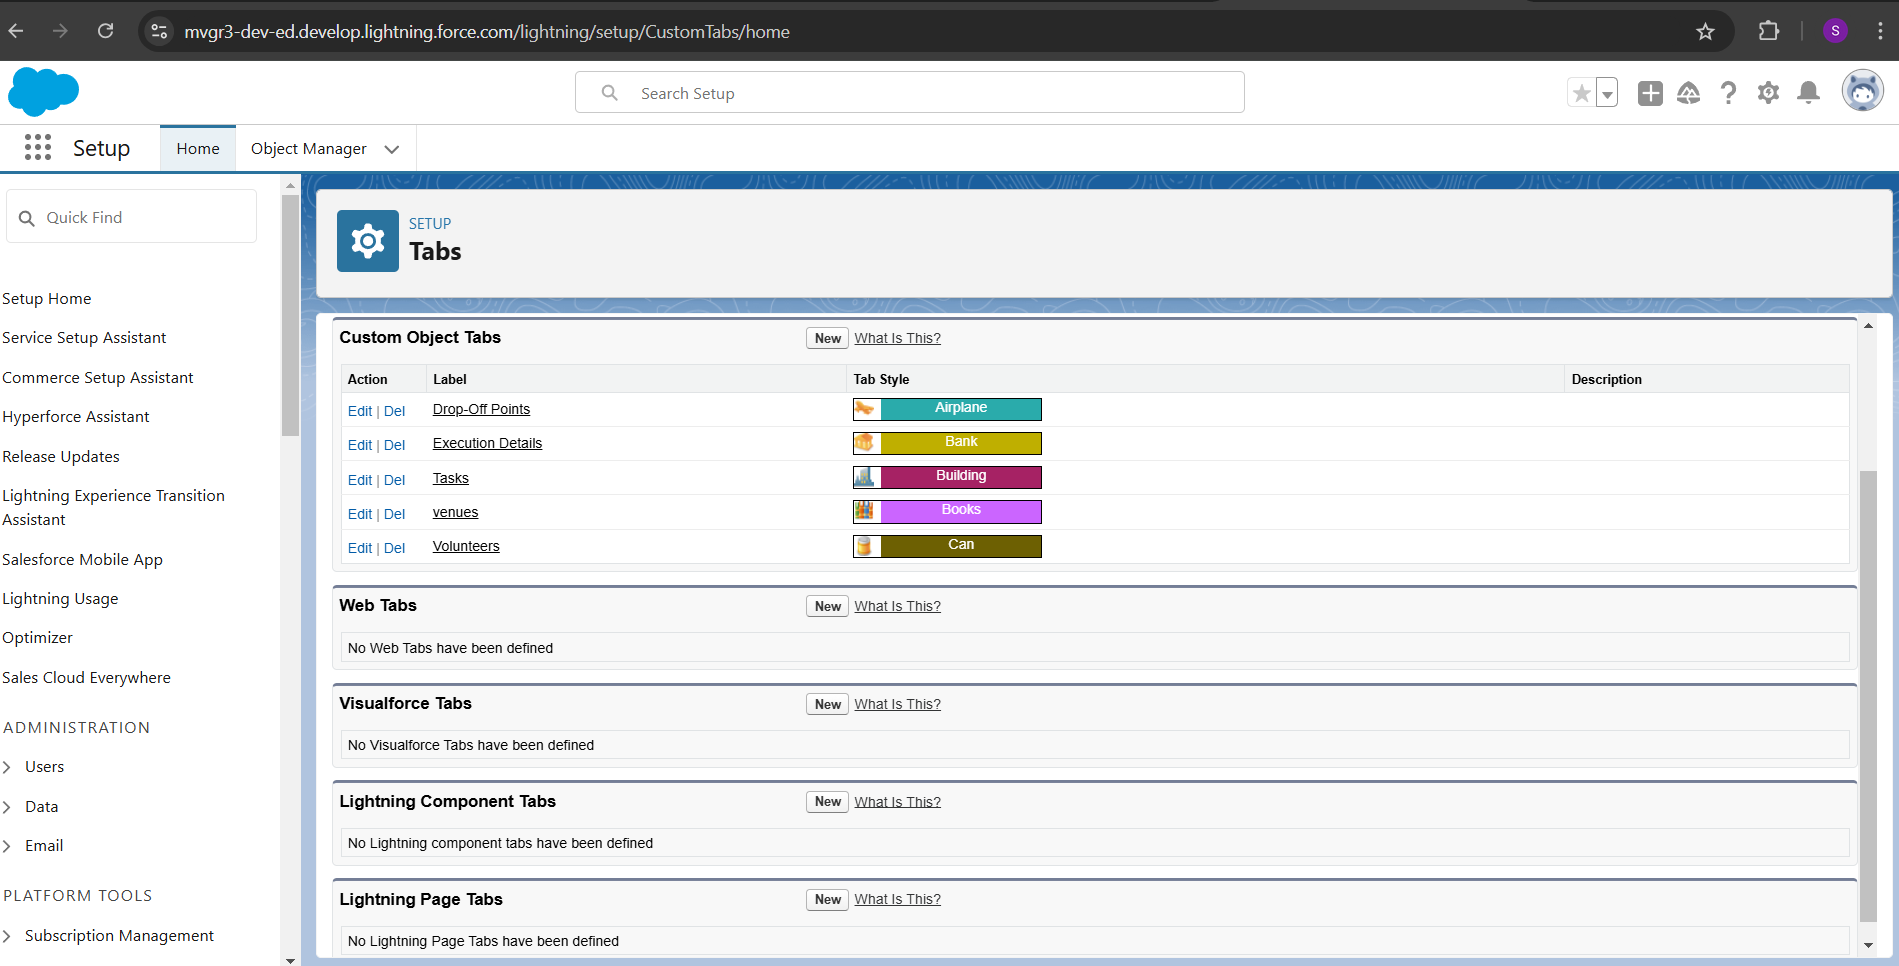 mvgr3-dev-ed.develop.lightning.force.com/lightning/setup/CustomTabs/home
S
Search Setup
Setup
Home
Object Manager
Quick Find
Setup Home
Service Setup Assistant
Commerce Setup Assistant
Hyperforce Assistant
Release Updates
Lightning Experience Transition
Assistant
Salesforce Mobile App
Lightning Usage
Optimizer
Sales Cloud Everywhere
ADMINISTRATION
Users
Data
Email
PLATFORM TOOLS
Subscription Management
SETUP
Tabs
Custom Object Tabs New What Is This?
Action Label Tab Style Description
Edit | Del Drop-Off Points Airplane
Edit | Del Execution Details Bank
Edit | Del Tasks Building
Edit | Del venues Books
Edit | Del Volunteers Can
Web Tabs New What Is This?
No Web Tabs have been defined
Visualforce Tabs New What Is This?
No Visualforce Tabs have been defined
Lightning Component Tabs New What Is This?
No Lightning component tabs have been defined
Lightning Page Tabs New What Is This?
No Lightning Page Tabs have been defined